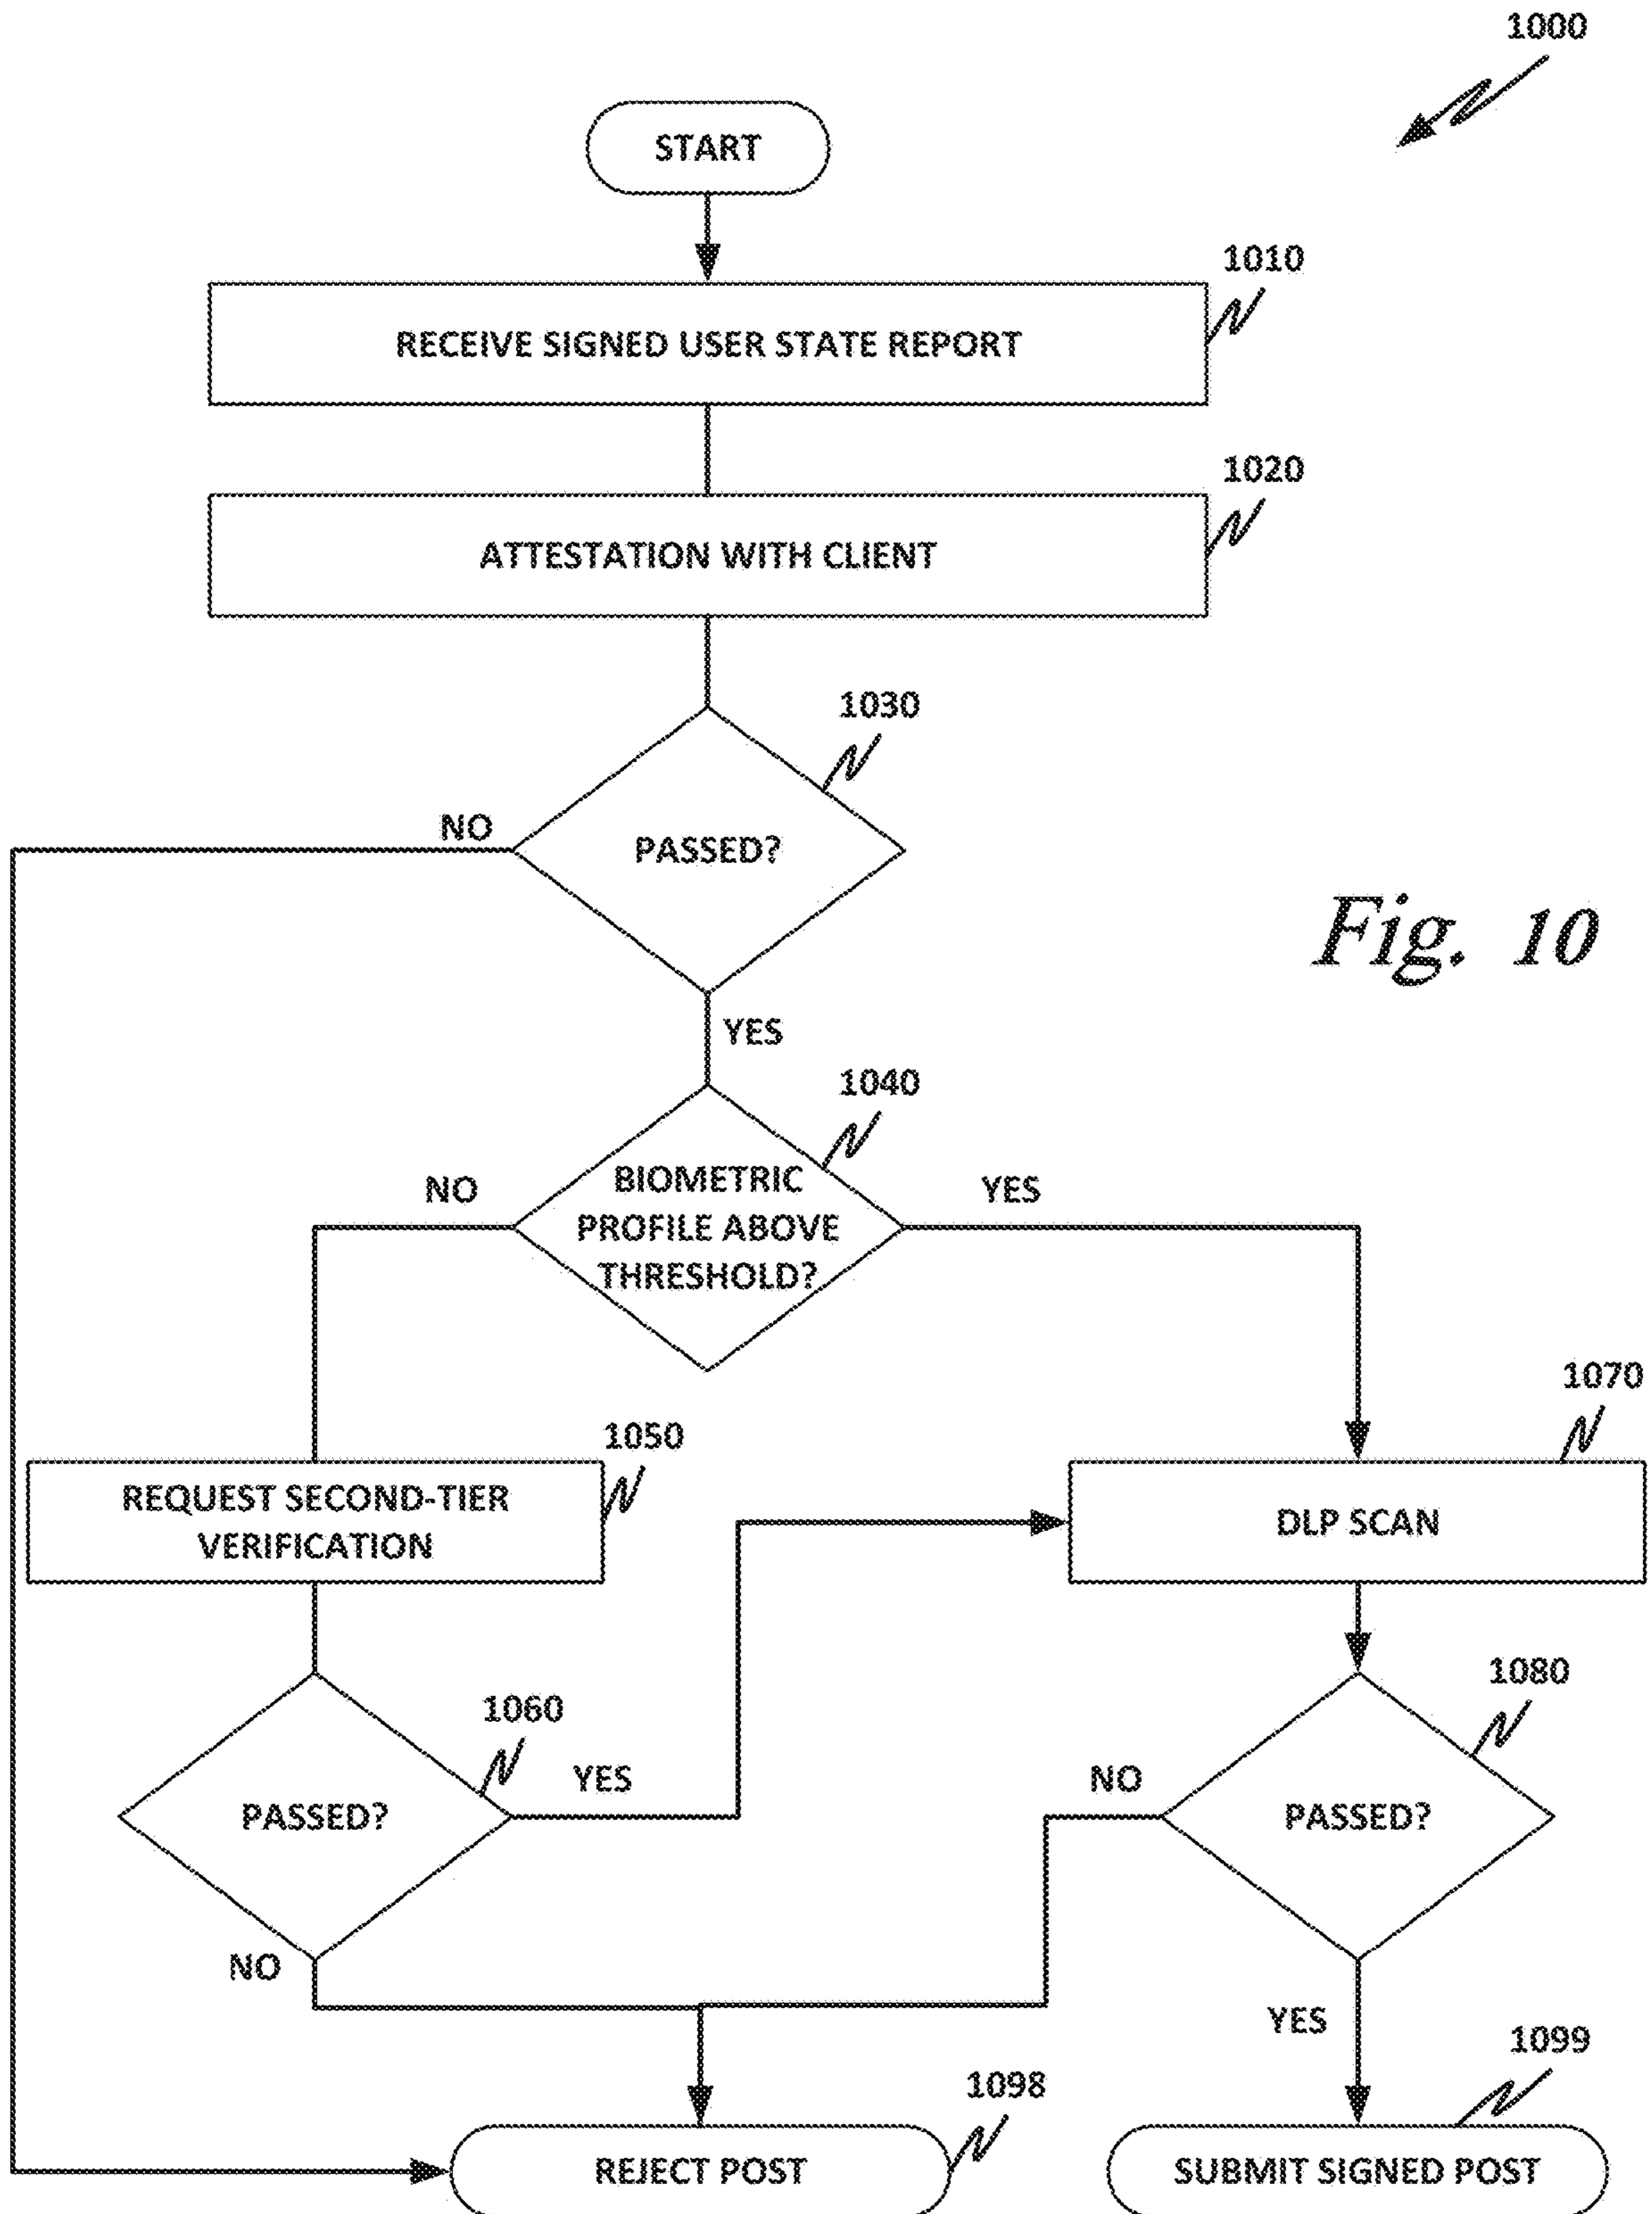 1000
START
1010
RECEIVE SIGNED USER STATE REPORT
1020
ATTESTATION WITH CLIENT
1030
NO
PASSED?
Fig. 10
YES
1040
NO
BIOMETRIC
PROFILE ABOVE
THRESHOLD?
YES
1050
REQUEST SECOND-TIER
VERIFICATION
1070
DLP SCAN
1060
PASSED?
YES
NO
1080
NO
PASSED?
YES
1098
REJECT POST
1099
SUBMIT SIGNED POST